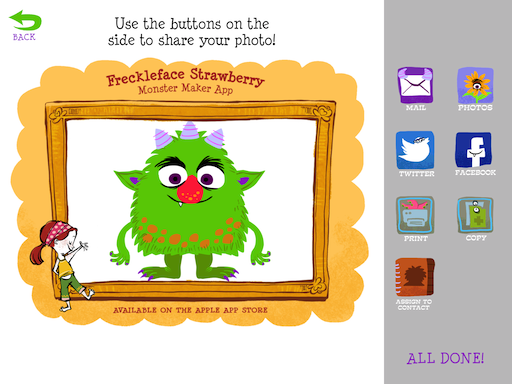 Use the buttons on the
side to share your photo!
BACK
Freckleface Strawberry
Monster Maker App
AVAILABLE ON THE APPLE APP STORE
MAIL
PHOTOS
TWITTER
FACEBOOK
PRINT
COPY
ASSIGN TO
CONTACT
ALL DONE!